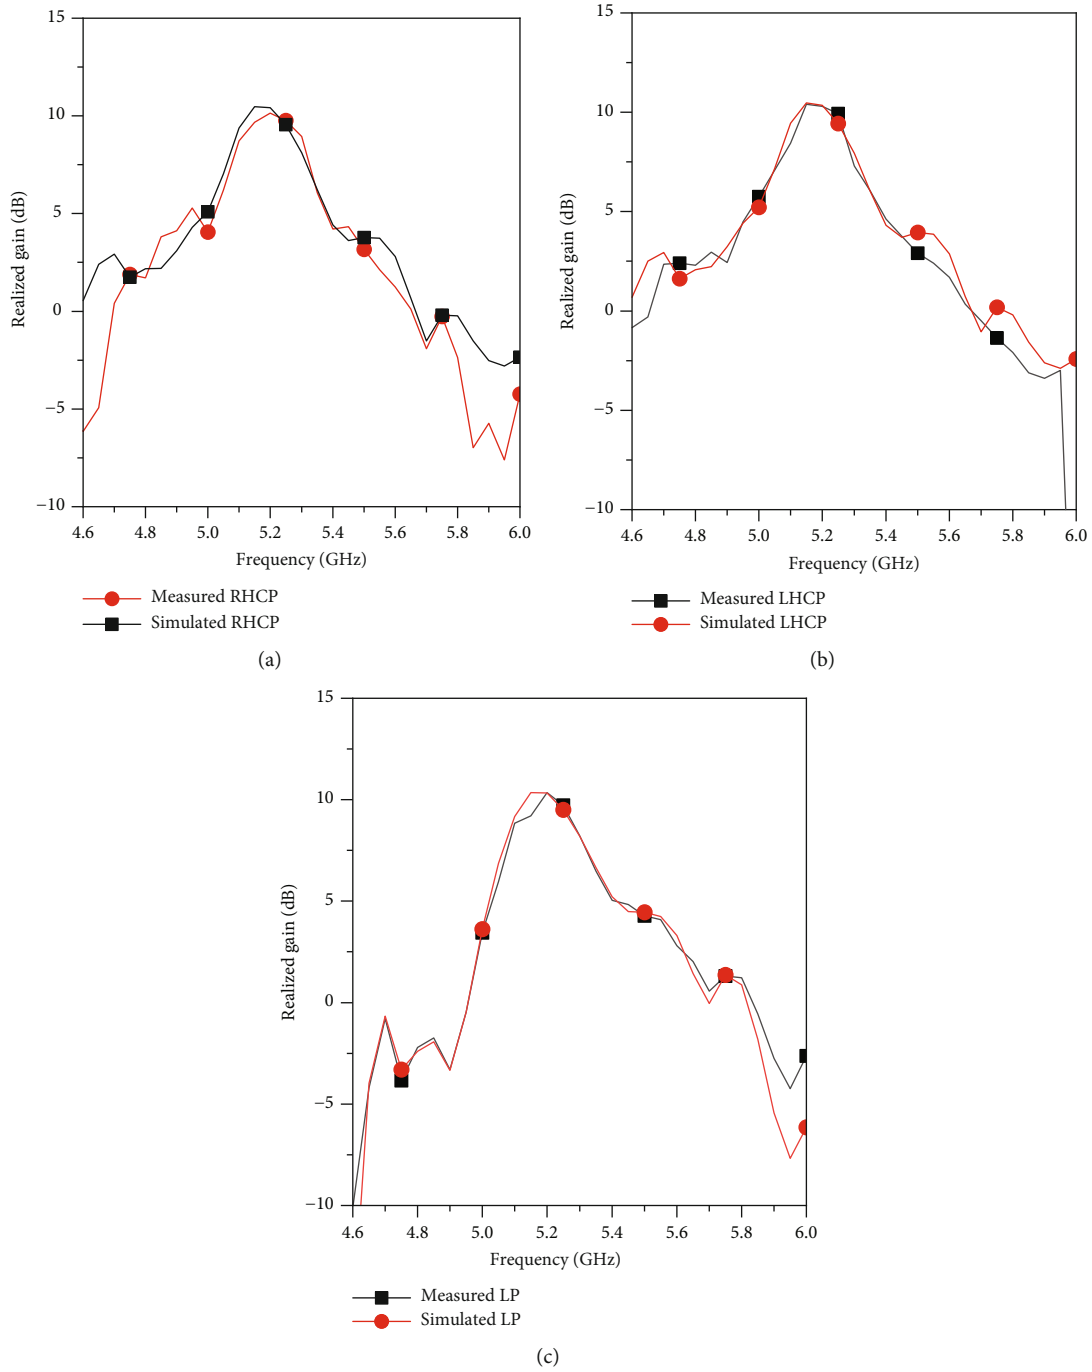 15
10
5
0
−5
−10
Realized gain (dB)
4.6 4.8 5.0 5.2 5.4 5.6 5.8 6.0
Frequency (GHz)
Measured RHCP
Simulated RHCP
(a)
15
10
5
0
−5
−10
Realized gain (dB)
4.6 4.8 5.0 5.2 5.4 5.6 5.8 6.0
Frequency (GHz)
Measured LHCP
Simulated LHCP
(b)
15
10
5
0
−5
−10
Realized gain (dB)
4.6 4.8 5.0 5.2 5.4 5.6 5.8 6.0
Frequency (GHz)
Measured LP
Simulated LP
(c)